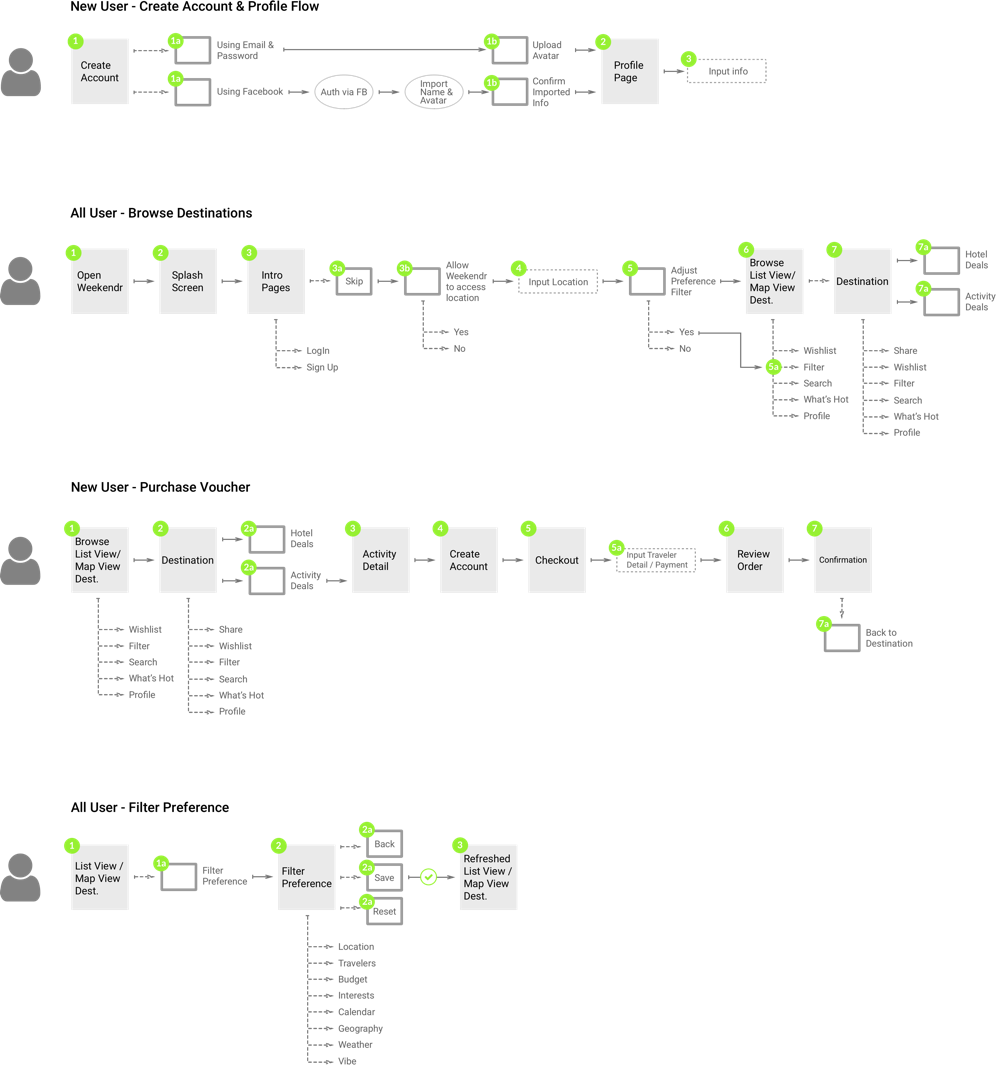 New User - Create Account & Profile Flow
1
Create
Account
1a
Using Email &
Password
1b
Upload
Avatar
1a
Using Facebook
Auth via FB
Import
Name &
Avatar
1b
Confirm
Imported
Info
2
Profile
Page
3
Input info
All User - Browse Destinations
1
Open
Weekendr
2
Splash
Screen
3
Intro
Pages
LogIn
Sign Up
3a
Skip
3b
Allow
Weekendr
to access
location
Yes
No
4
Input Location
5
Adjust
Preference
Filter
Yes
No
6
Browse
List View/
Map View
Dest.
5a
Wishlist
Filter
Search
What's Hot
Profile
7
Destination
Share
Wishlist
Filter
Search
What's Hot
Profile
7a
Hotel
Deals
7a
Activity
Deals
New User - Purchase Voucher
1
Browse
List View/
Map View
Dest.
Wishlist
Filter
Search
What's Hot
Profile
2
Destination
Share
Wishlist
Filter
Search
What's Hot
Profile
2a
Hotel
Deals
2a
Activity
Deals
3
Activity
Detail
4
Create
Account
5
Checkout
5a
Input Traveler
Detail / Payment
6
Review
Order
7
Confirmation
7a
Back to
Destination
All User - Filter Preference
1
List View /
Map View
Dest.
1a
Filter
Preference
2
Filter
Preference
Location
Travelers
Budget
Interests
Calendar
Geography
Weather
Vibe
2a
Back
2a
Save
2a
Reset
3
Refreshed
List View /
Map View
Dest.